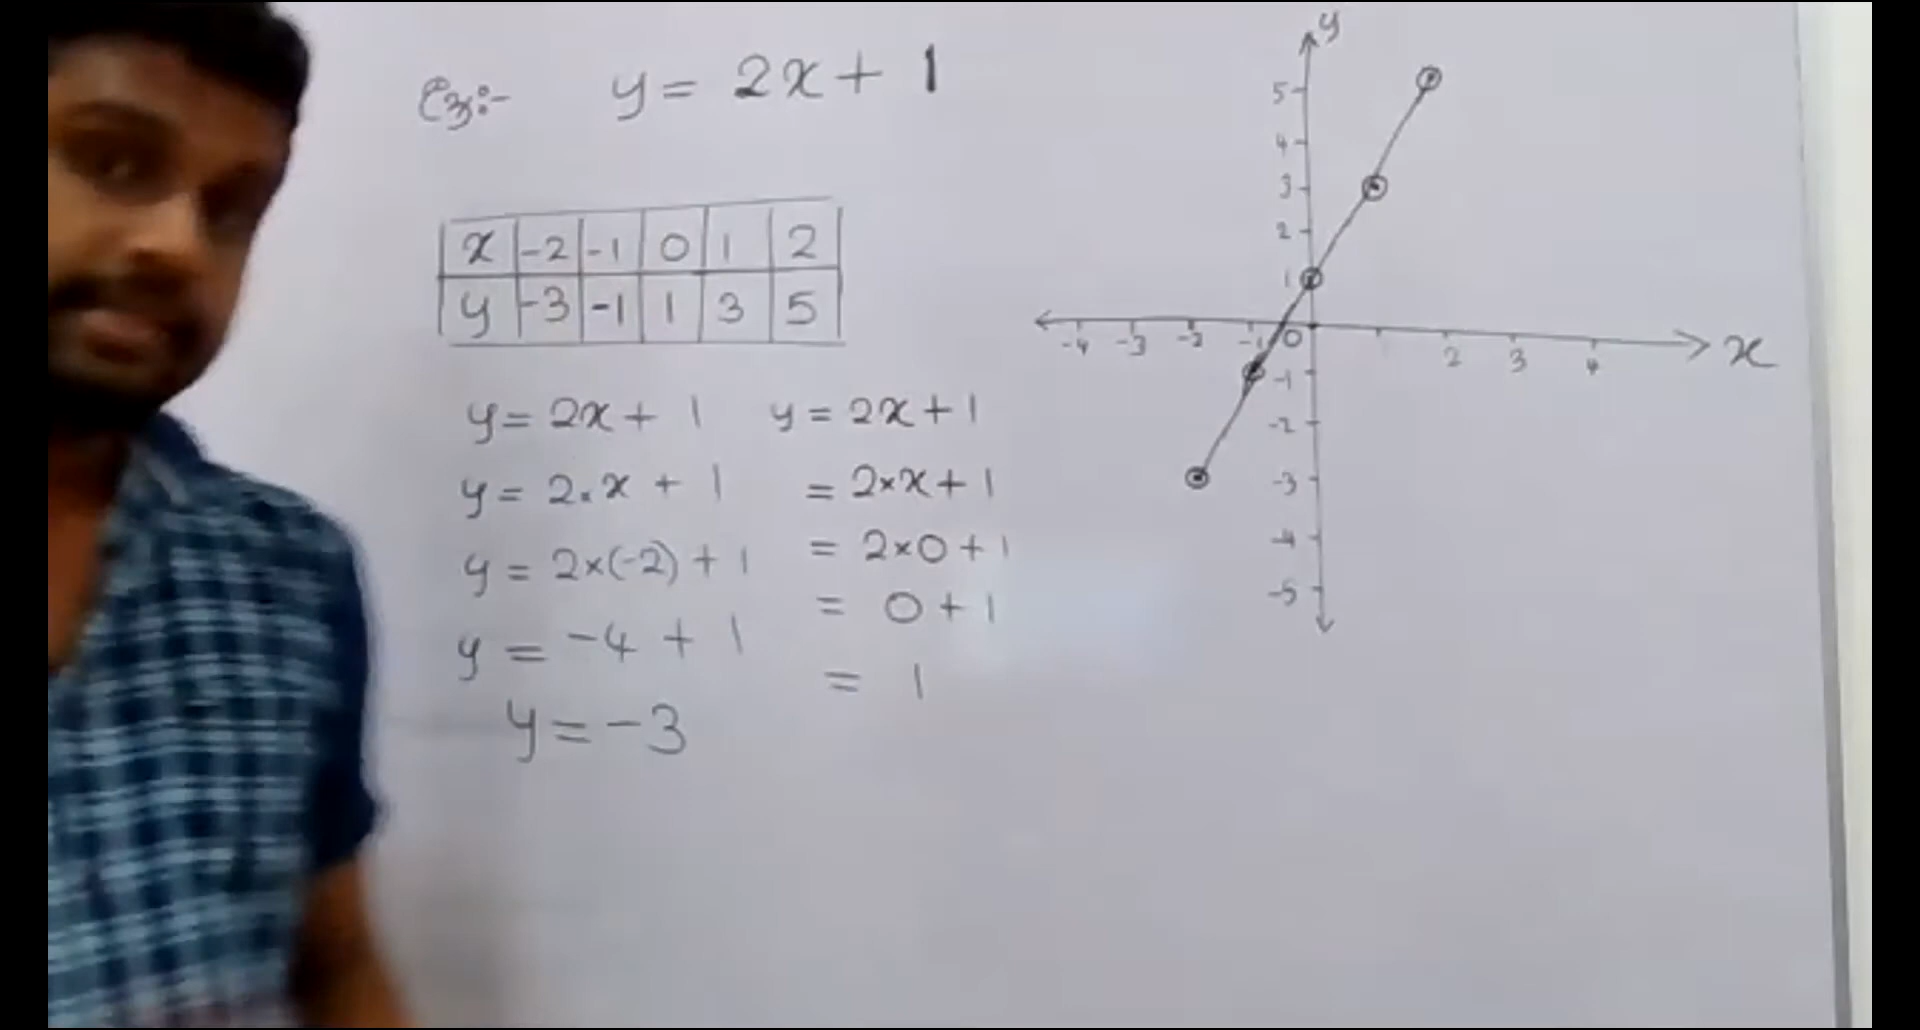 උදා:- y = 2x + 1
x -2 -1 0 1 2
y -3 -1 1 3 5
y = 2x + 1
y = 2×x + 1
y = 2×(-2) + 1
y = -4 + 1
y = -3
y = 2x + 1
= 2×x + 1
= 2×0 + 1
= 0 + 1
= 1
y
5
4
3
2
1
-4 -3 -2 -1 0 2 3 4 x
-1
-2
-3
-4
-5